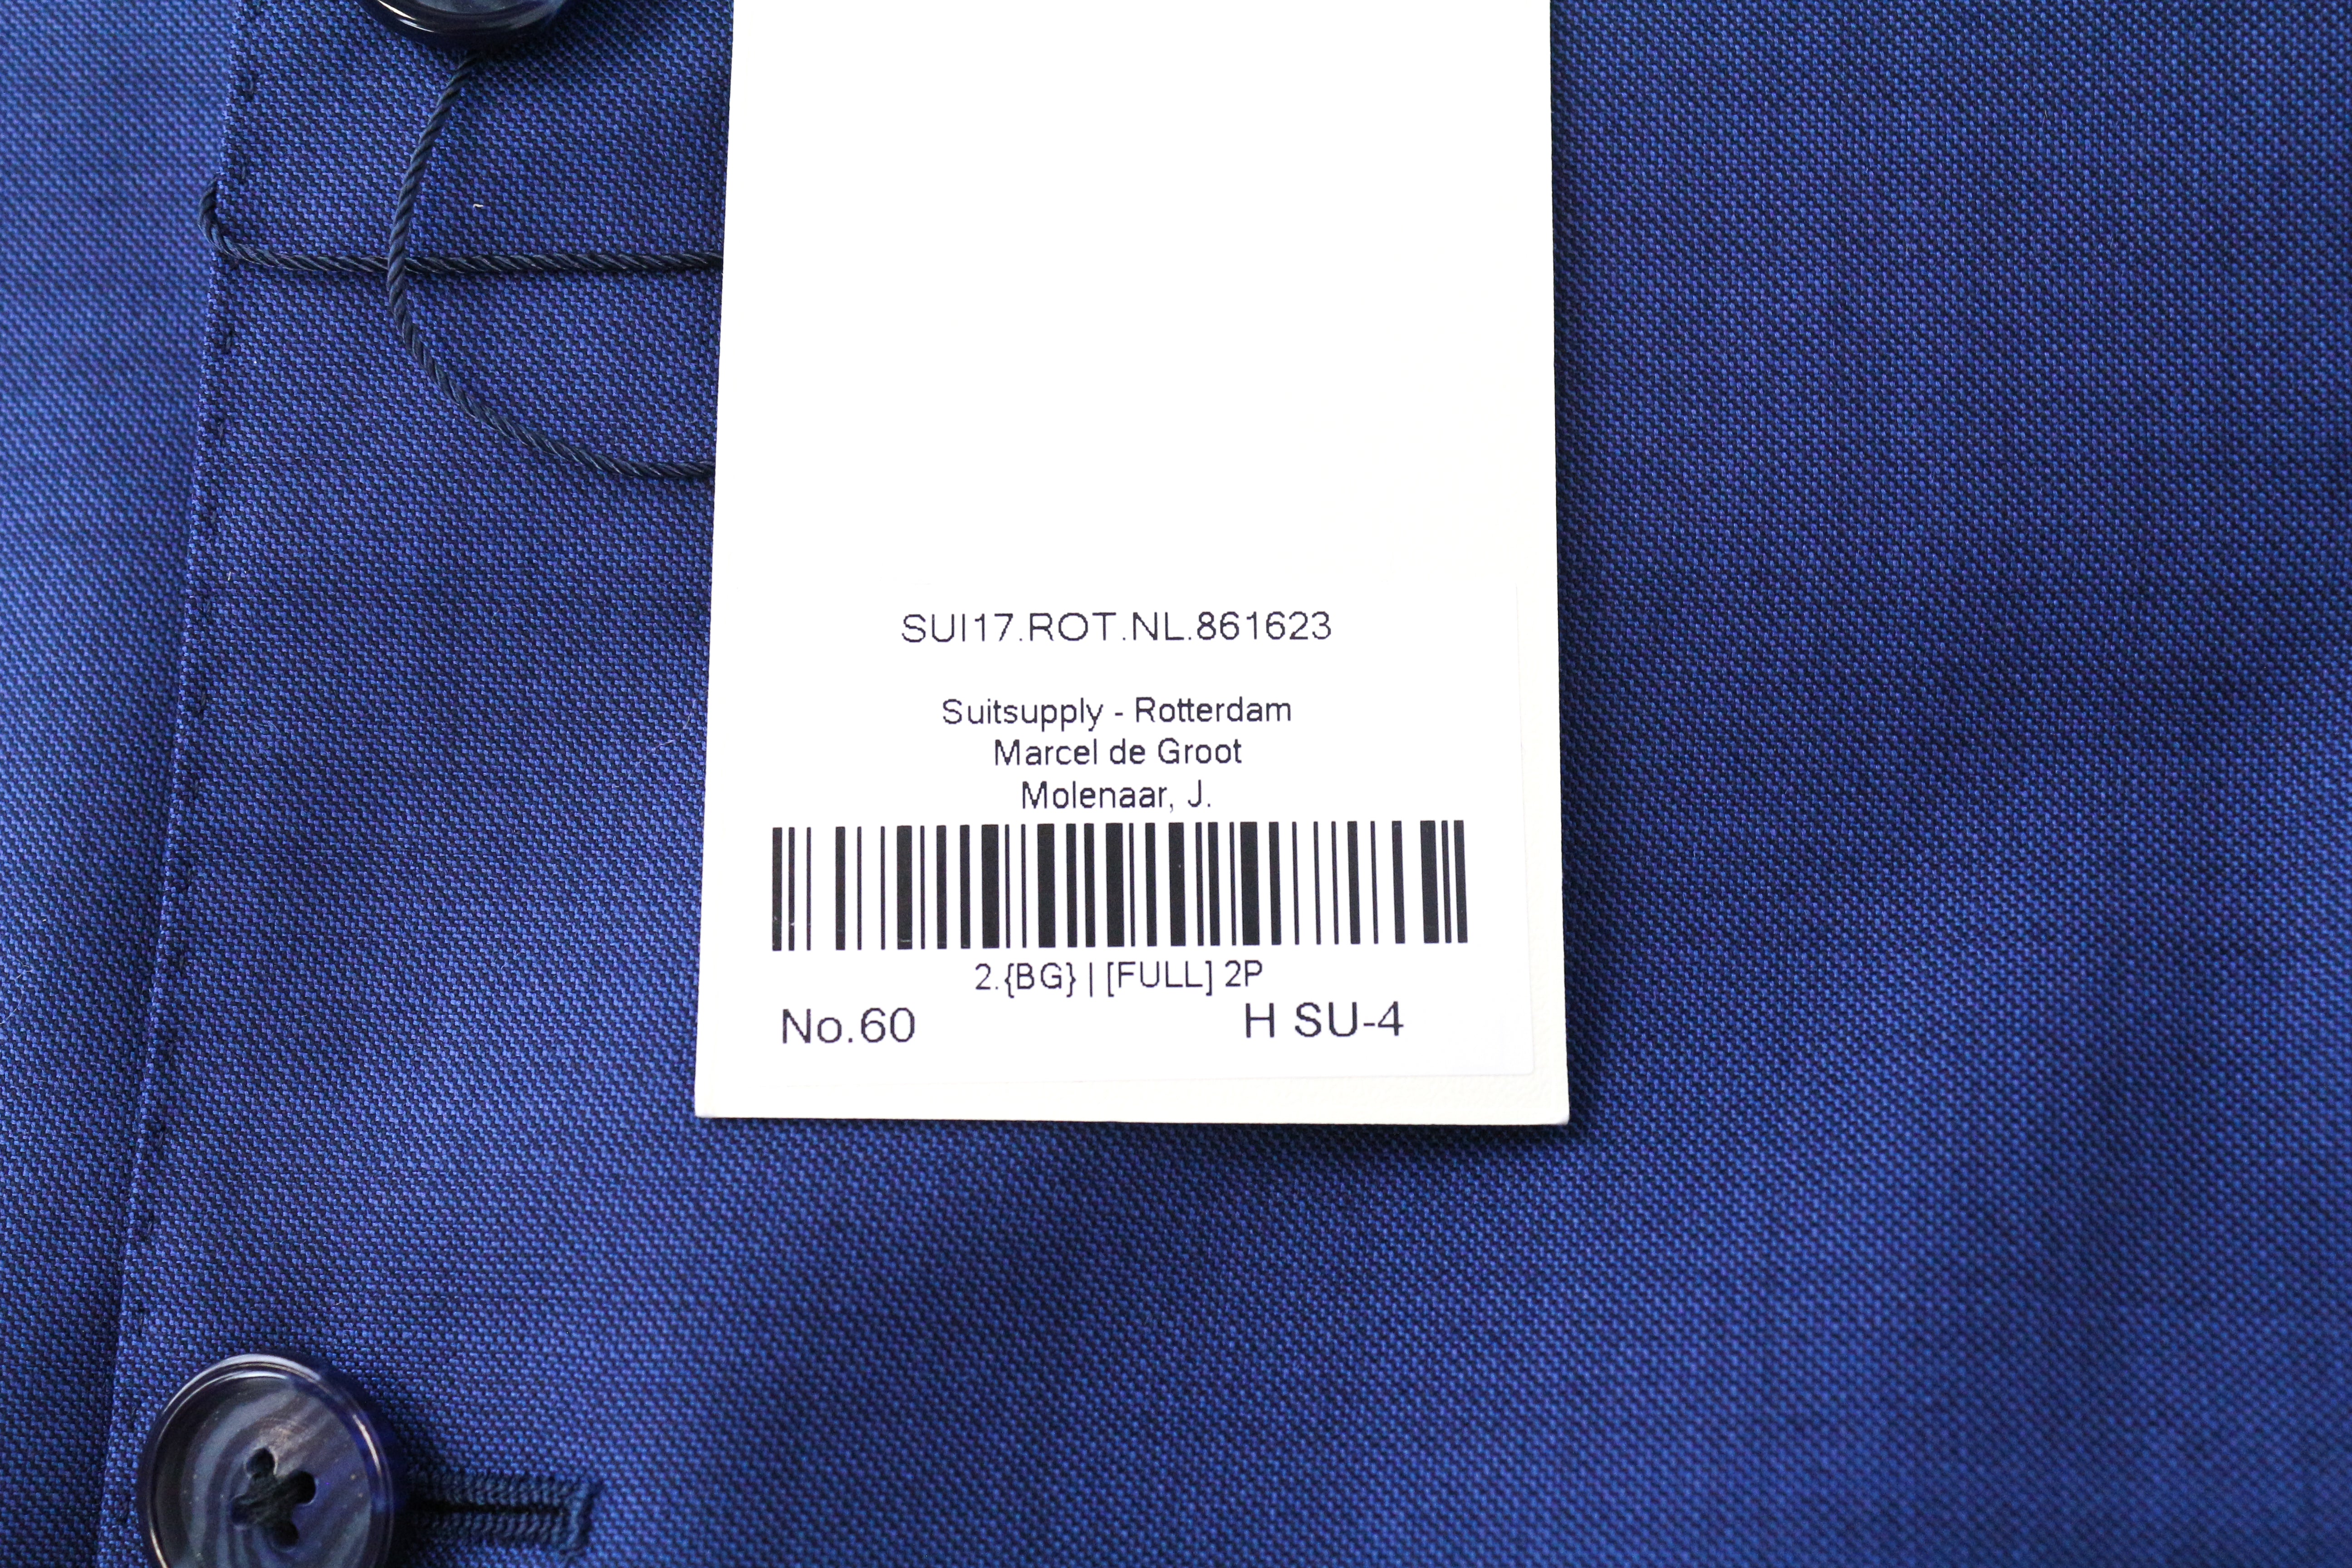 SUI17.ROT.NL.861623
Suitsupply - Rotterdam
Marcel de Groot
Molenaar, J.
2.{BG} | [FULL] 2P
No.60 H SU-4